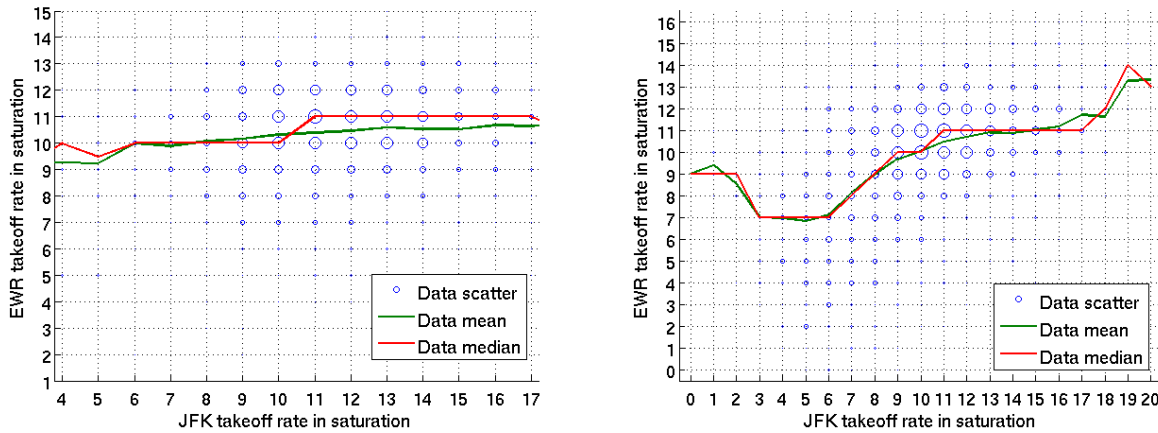 15
14
13
12
11
10
9
8
7
6
5
4
3
2
1
EWR takeoff rate in saturation
Data scatter
Data mean
Data median
4 5 6 7 8 9 10 11 12 13 14 15 16 17
JFK takeoff rate in saturation
16
15
14
13
12
11
10
9
8
7
6
5
4
3
2
1
0
EWR takeoff rate in saturation
Data scatter
Data mean
Data median
0 1 2 3 4 5 6 7 8 9 10 11 12 13 14 15 16 17 18 19 20
JFK takeoff rate in saturation